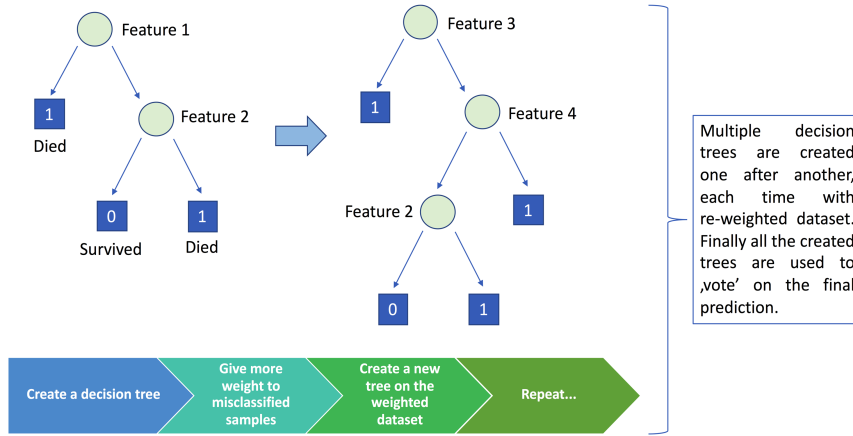 Feature 1
1
Died
Feature 2
0
Survived
1
Died
Feature 3
1
Feature 4
Feature 2
1
0
1
Multiple decision
trees are created
one after another,
each time with
re-weighted dataset.
Finally all the created
trees are used to
‚vote’ on the final
prediction.
Create a decision tree
Give more
weight to
misclassified
samples
Create a new
tree on the
weighted
dataset
Repeat...